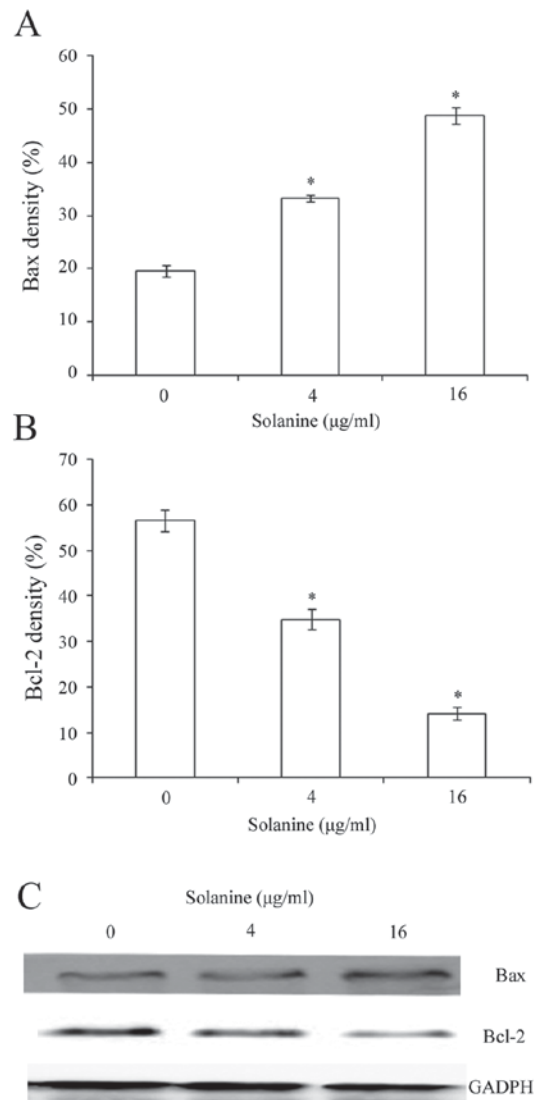 A
60
50
40
30
20
10
0
Bax density (%)
*
*
0 4 16
Solanine (μg/ml)
B
70
60
50
40
30
20
10
0
Bcl-2 density (%)
*
*
0 4 16
Solanine (μg/ml)
C
Solanine (μg/ml)
0 4 16
Bax
Bcl-2
GADPH